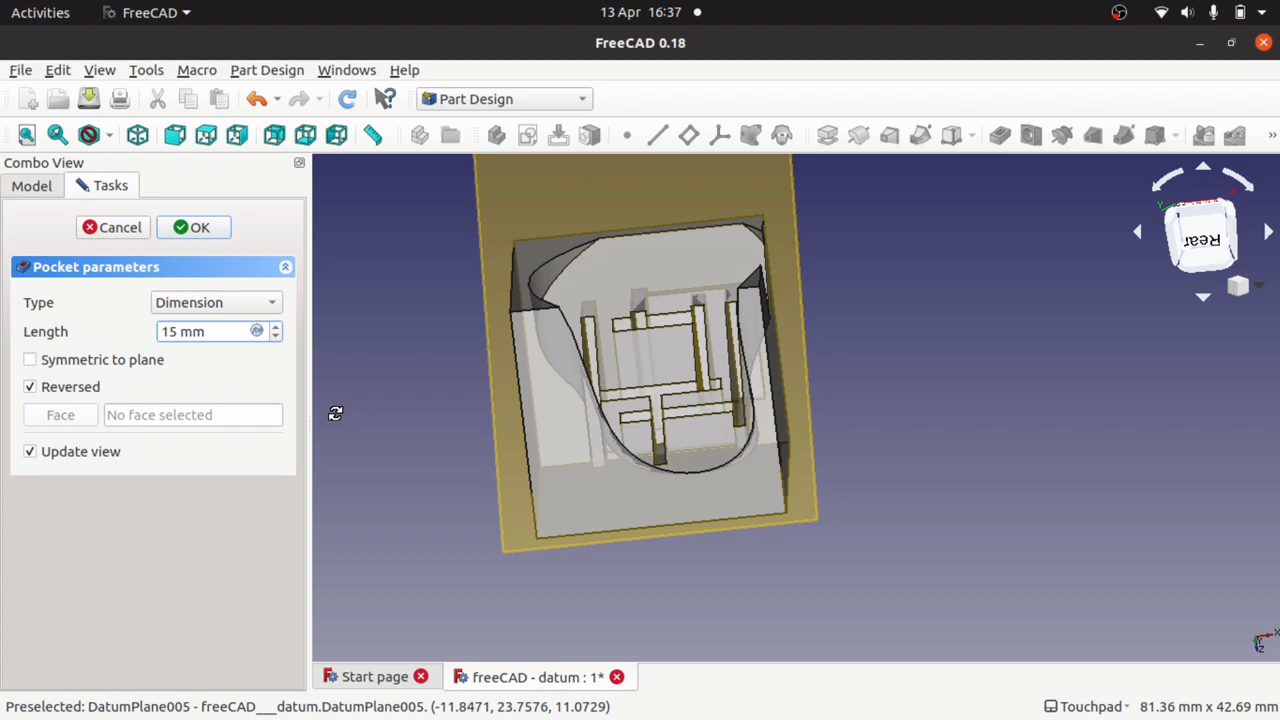 Activities FreeCAD 13 Apr 16:37
FreeCAD 0.18
File Edit View Tools Macro Part Design Windows Help
Part Design
Combo View
Model Tasks
Cancel OK
Pocket parameters
Type Dimension
Length 15 mm
Symmetric to plane
Reversed
Face No face selected
Update view
Rear
Y X
Start page freeCAD - datum : 1*
X Y Z
Preselected: DatumPlane005 - freeCAD___datum.DatumPlane005. (-11.8471, 23.7576, 11.0729) Touchpad 81.36 mm x 42.69 mm